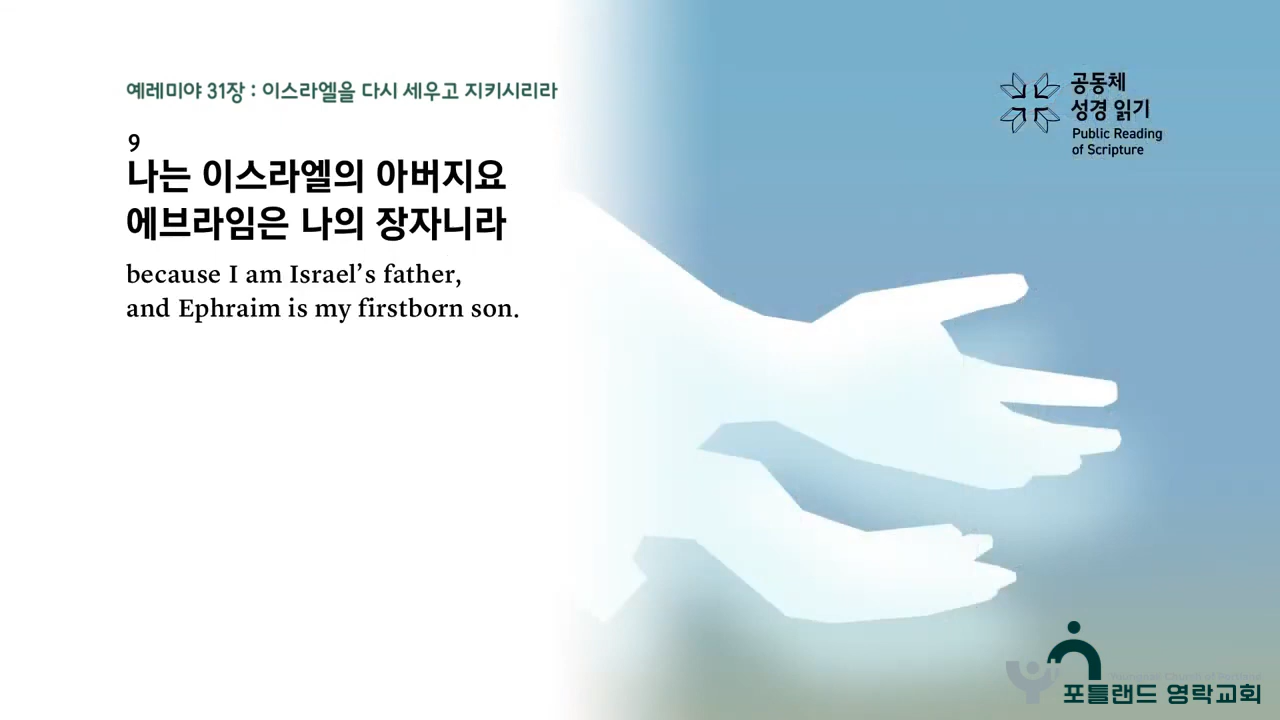 예레미야 31장 : 이스라엘을 다시 세우고 지키시리라
공동체
성경 읽기
Public Reading
of Scripture
9
나는 이스라엘의 아버지요
에브라임은 나의 장자니라
because I am Israel’s father,
and Ephraim is my firstborn son.
포틀랜드 영락교회